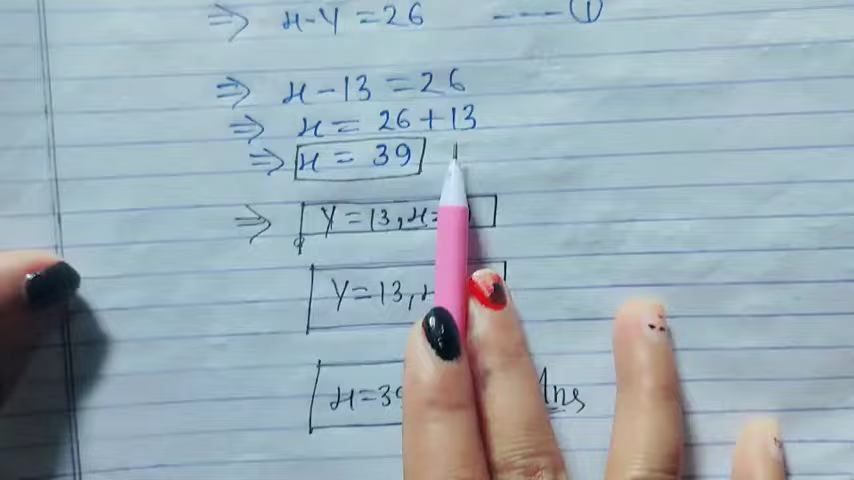 ⇒ x-y=26 ---①
⇒ x-13=26
⇒ x = 26+13
⇒ x = 39
⇒ y=13, x=
y=13,
x=39 Ans